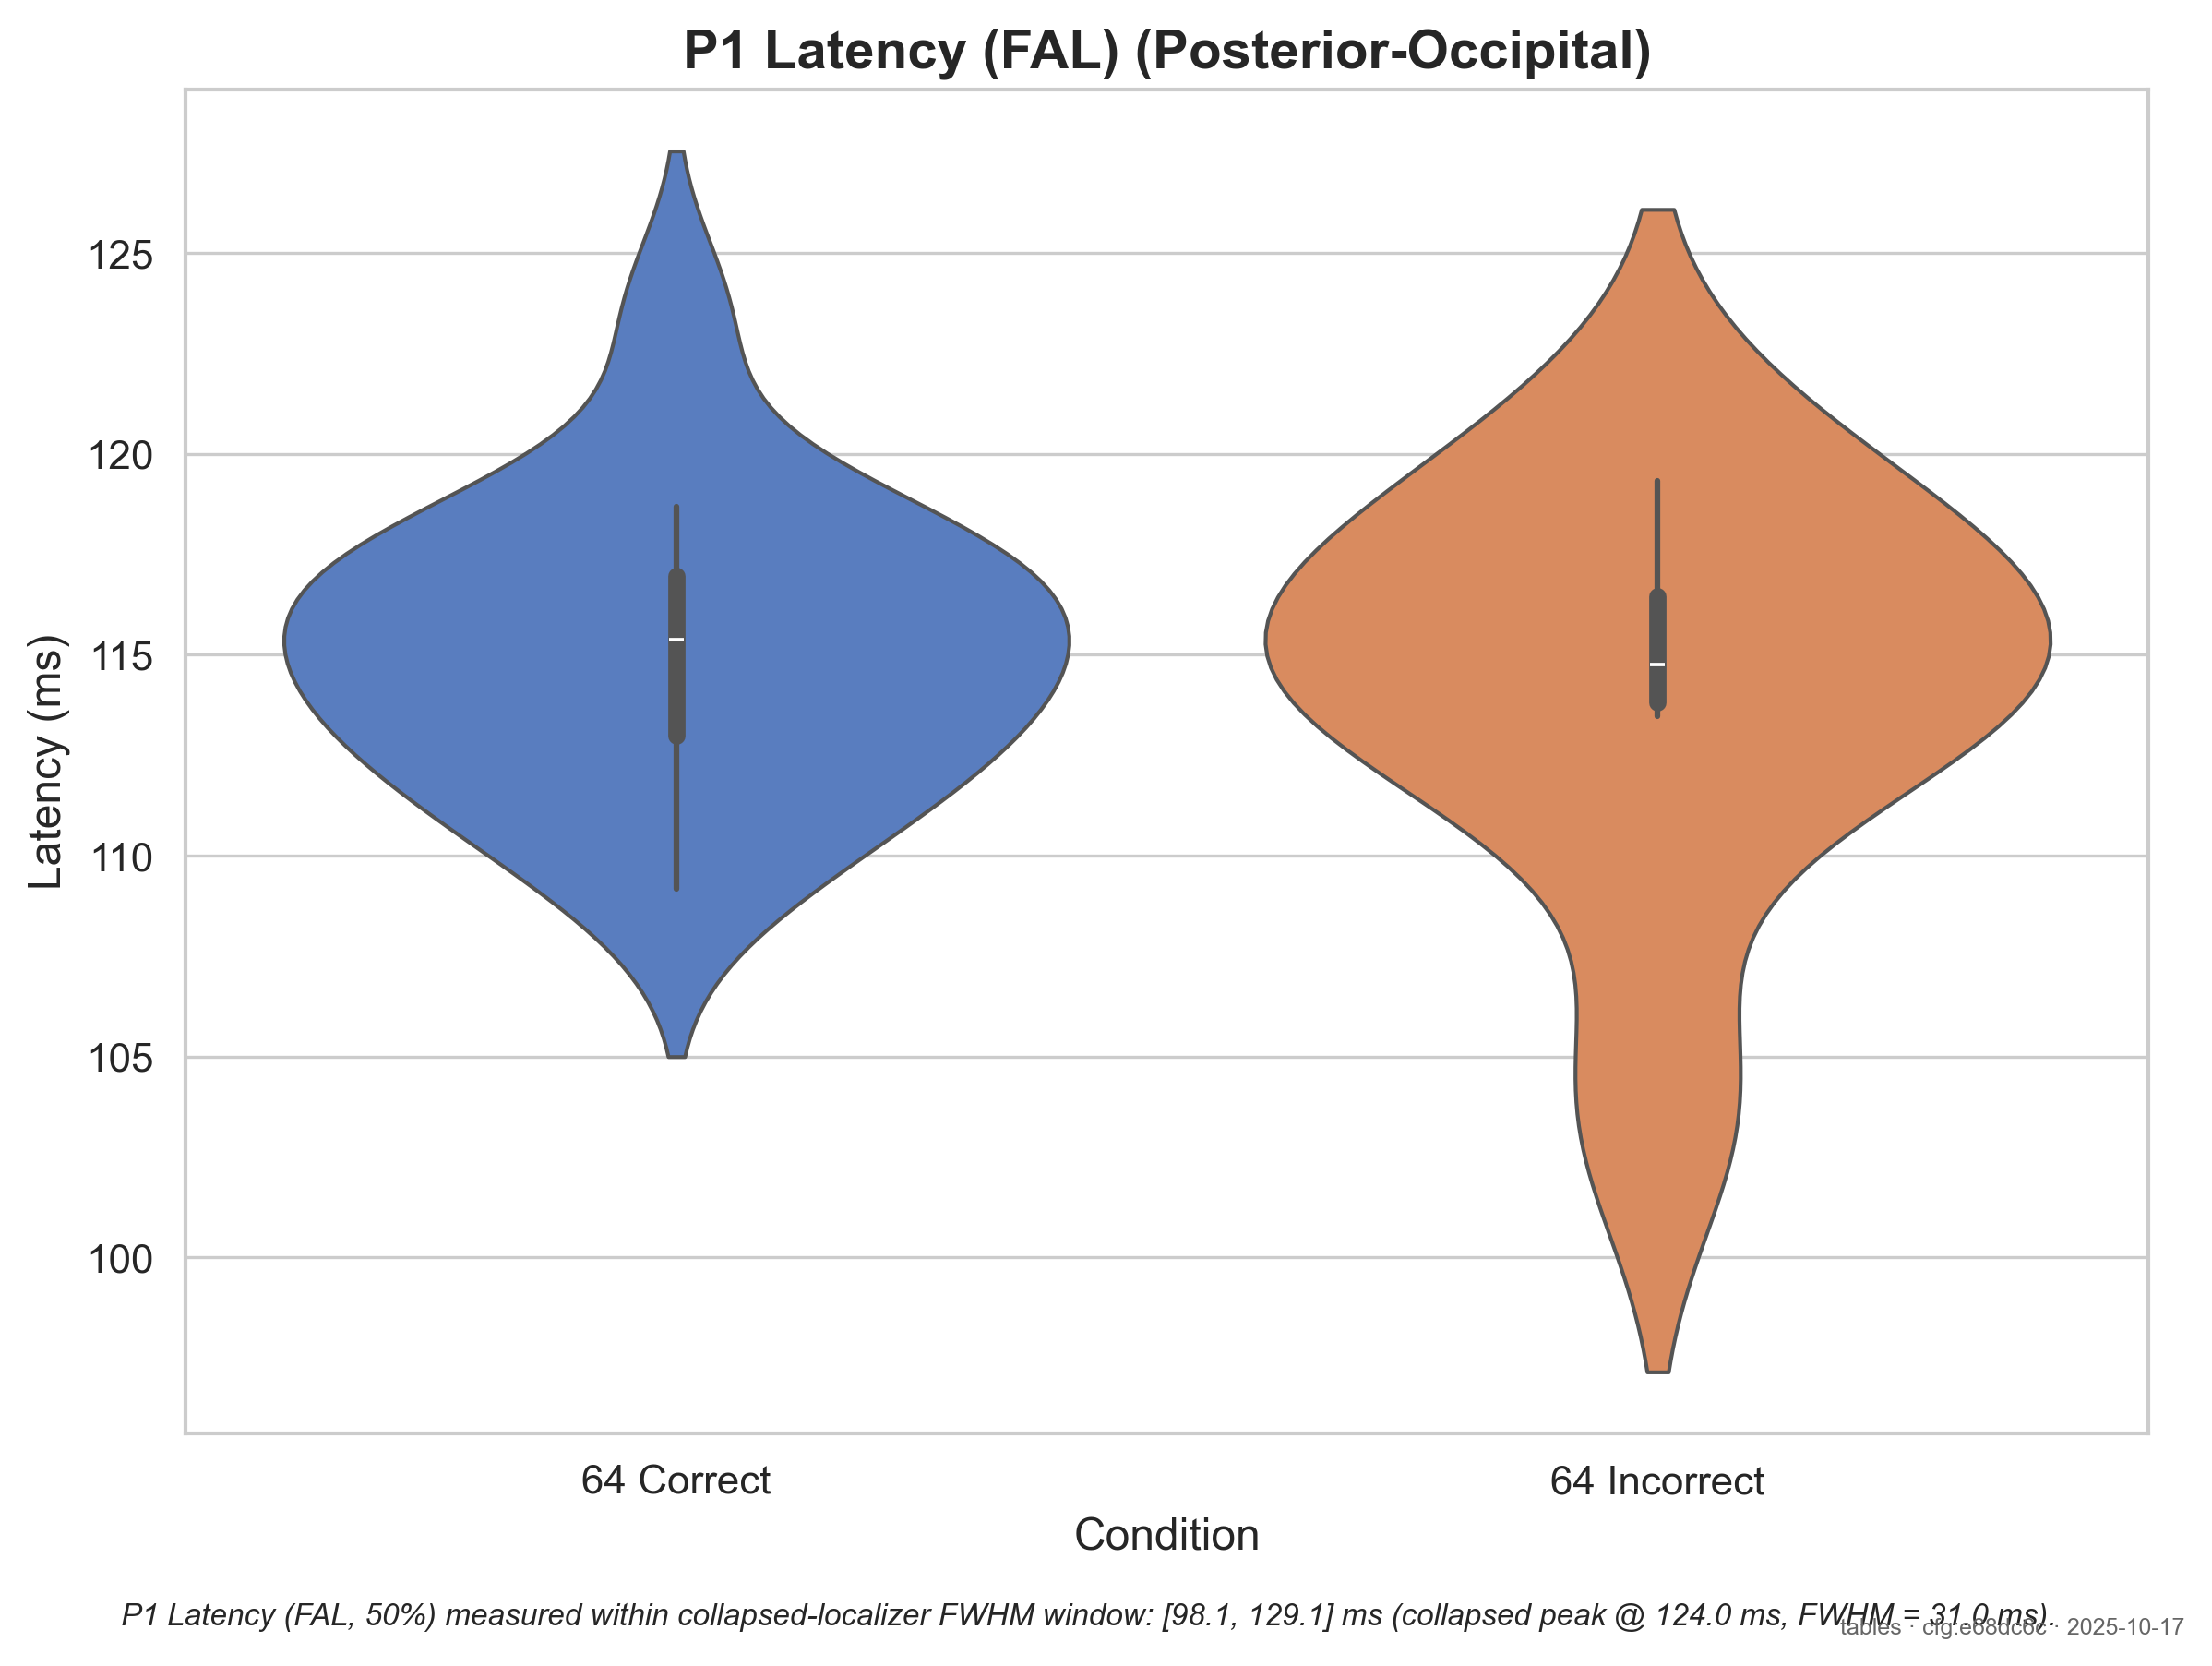 P1 Latency (FAL) (Posterior-Occipital)
Latency (ms)
125
120
115
110
105
100
64 Correct
64 Incorrect
Condition
P1 Latency (FAL, 50%) measured within collapsed-localizer FWHM window: [98.1, 129.1] ms (collapsed peak @ 124.0 ms, FWHM = 31.0 ms).
tables · cfg:e68dc6c · 2025-10-17